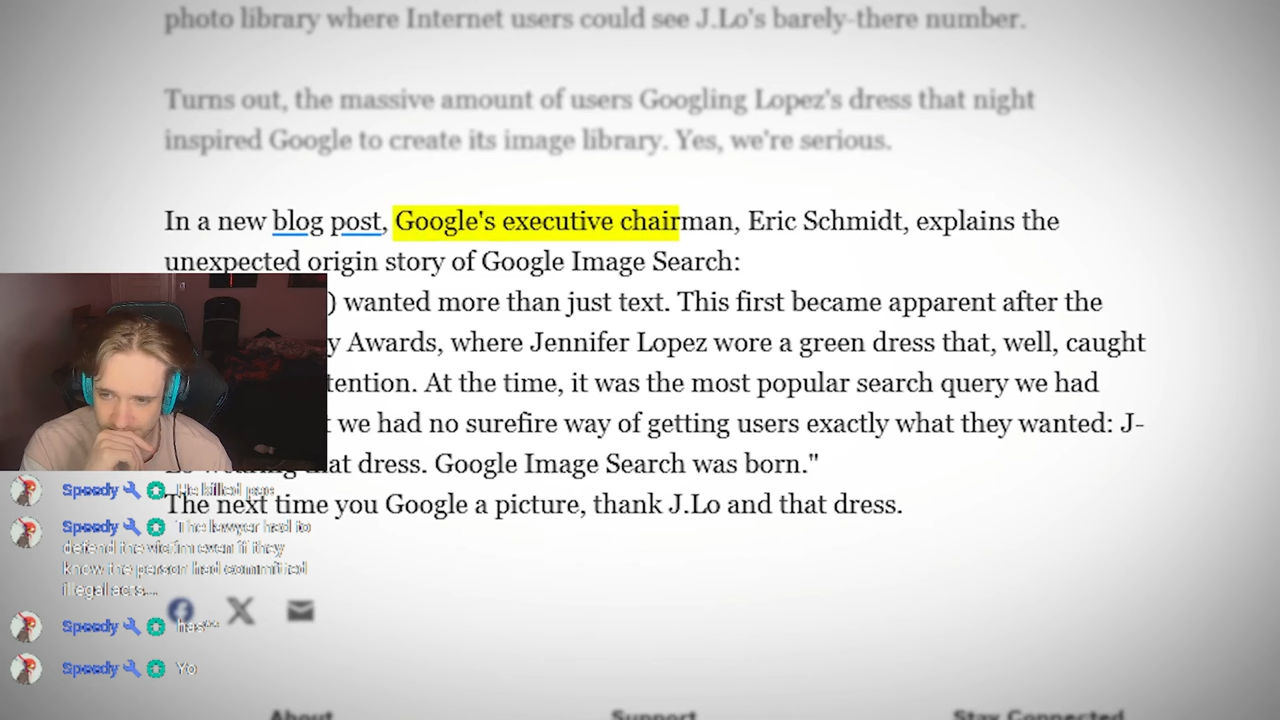 photo library where Internet users could see J.Lo's barely-there number.
Turns out, the massive amount of users Googling Lopez's dress that night
inspired Google to create its image library. Yes, we're serious.
In a new blog post, Google's executive chairman, Eric Schmidt, explains the
unexpected origin story of Google Image Search:
) wanted more than just text. This first became apparent after the
y Awards, where Jennifer Lopez wore a green dress that, well, caught
tention. At the time, it was the most popular search query we had
we had no surefire way of getting users exactly what they wanted: J-
that dress. Google Image Search was born."
The next time you Google a picture, thank J.Lo and that dress.
Speedy He killed pac
Speedy The lawyer had to
defend the victim even if they
know the person had committed
illegal acts...
Speedy has**
Speedy Yo
About Support Stay Connected